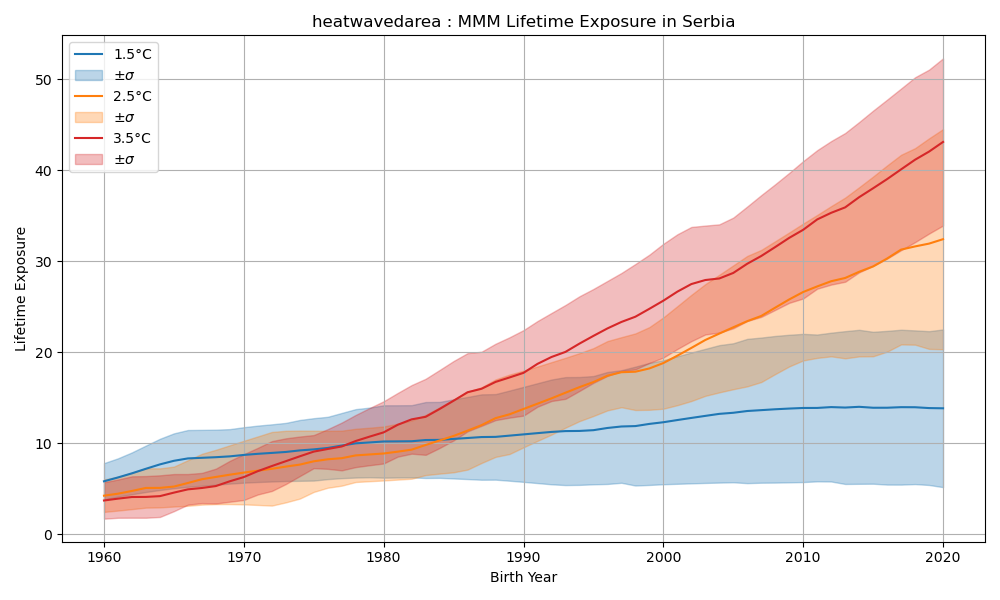 heatwavedarea : MMM Lifetime Exposure in Serbia
1.5°C
±σ
2.5°C
±σ
3.5°C
±σ
Lifetime Exposure
50
40
30
20
10
0
1960 1970 1980 1990 2000 2010 2020
Birth Year